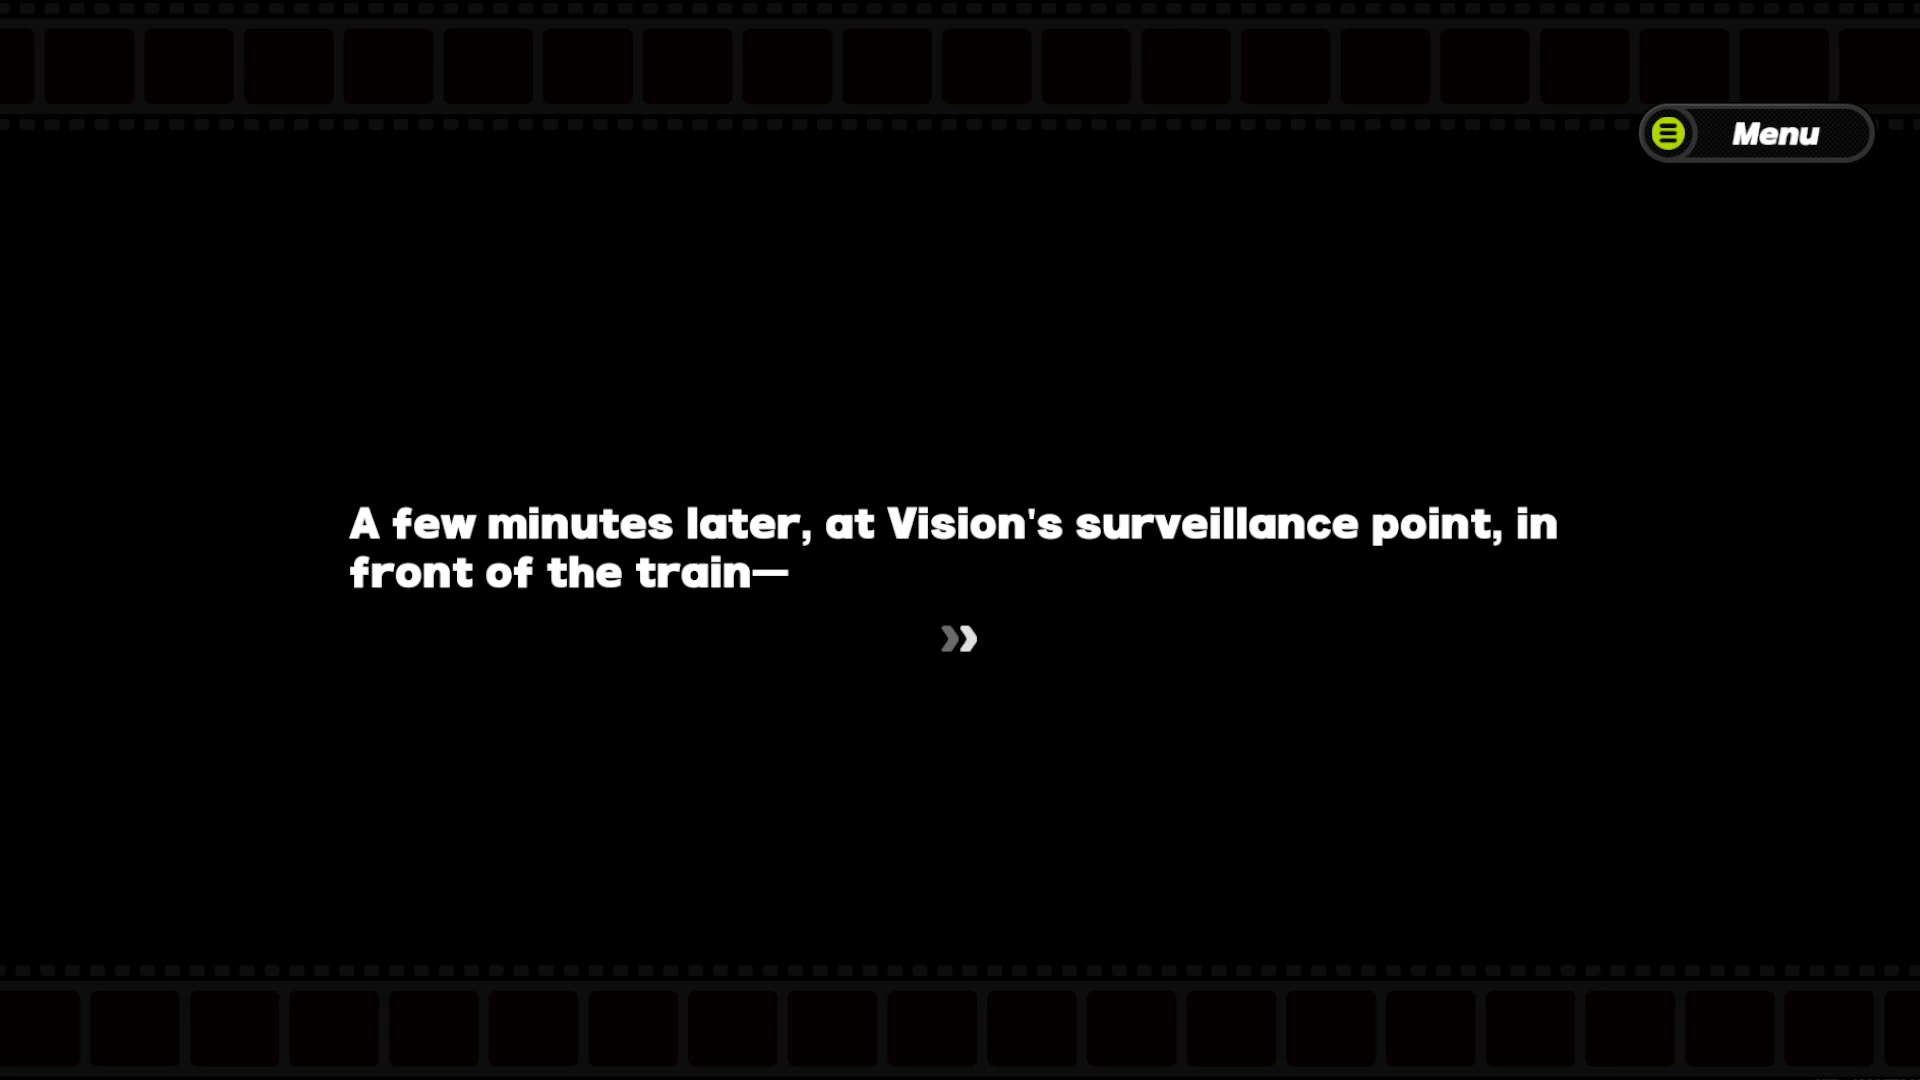 Menu
A few minutes later, at Vision's surveillance point, in
front of the train—